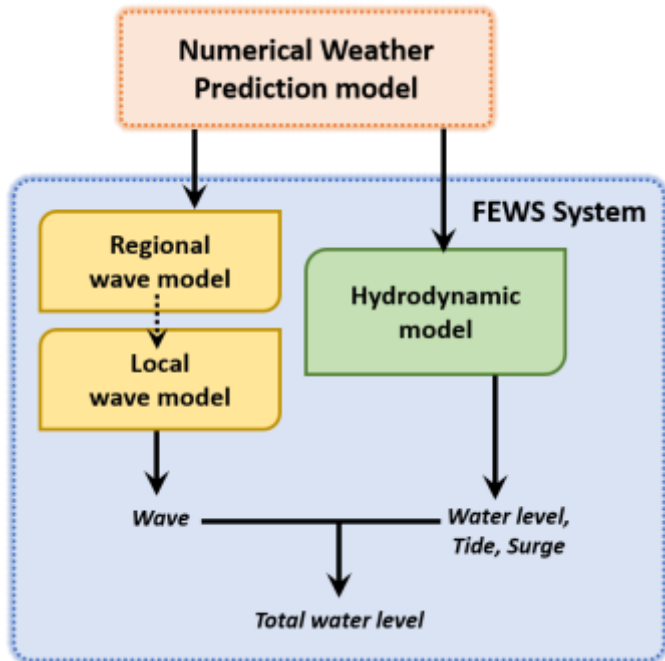 Numerical Weather
Prediction model
FEWS System
Regional
wave model
Hydrodynamic
model
Local
wave model
Wave
Water level,
Tide, Surge
Total water level